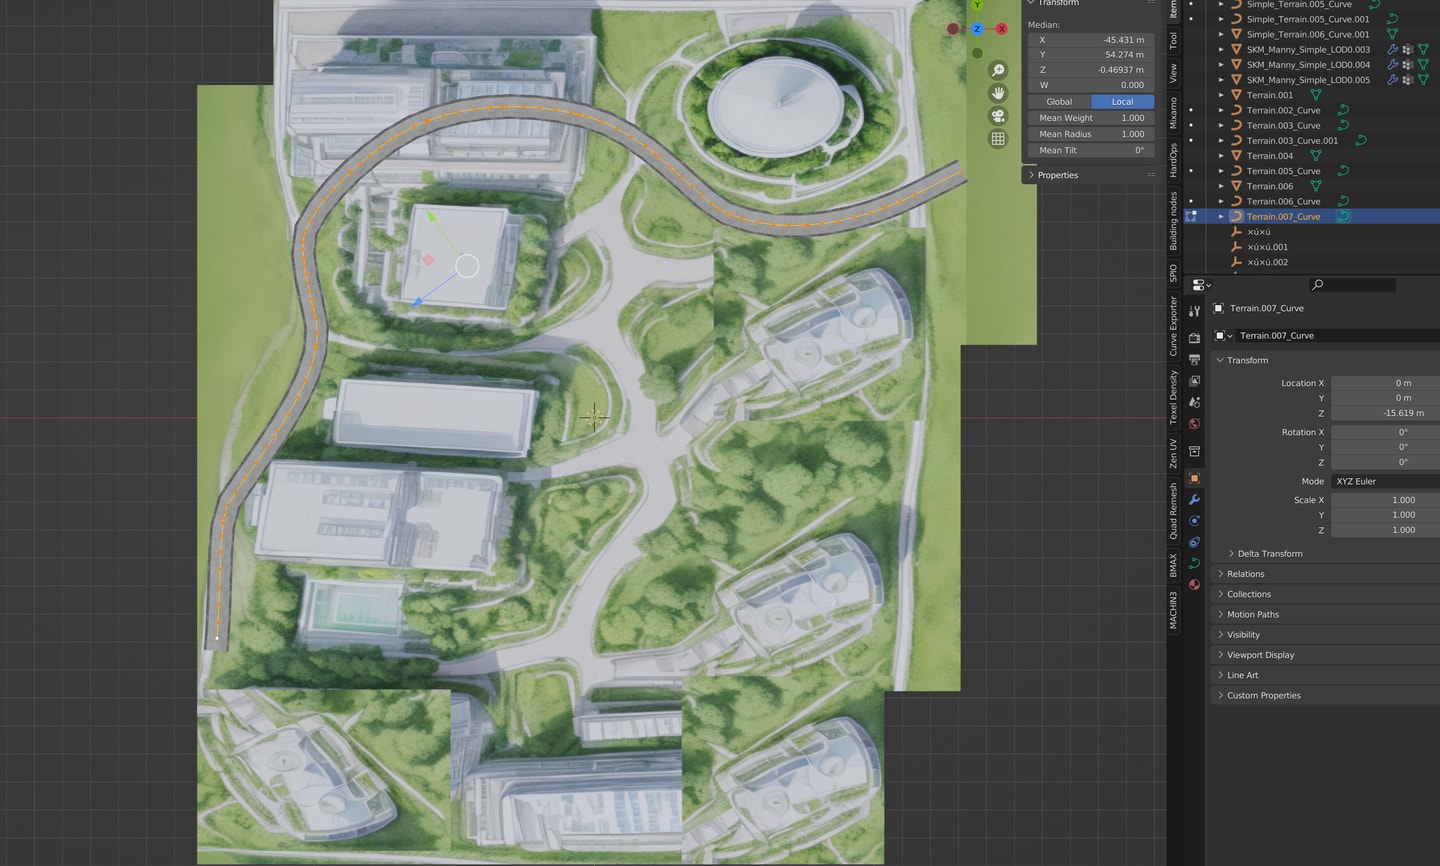 Transform
Median:
X -45.431 m
Y 54.274 m
Z -0.46937 m
W 0.000
Global Local
Mean Weight 1.000
Mean Radius 1.000
Mean Tilt 0°
Properties
Y
Z
X
Item
Tool
View
Mixamo
HardOps
Building nodes
SPIO
Curve Exporter
Texel Density
Zen UV
Quad Remesh
BMAX
MACHIN3
Simple_Terrain.005_Curve
Simple_Terrain.005_Curve.001
Simple_Terrain.006_Curve.001
SKM_Manny_Simple_LOD0.003
SKM_Manny_Simple_LOD0.004
SKM_Manny_Simple_LOD0.005
Terrain.001
Terrain.002_Curve
Terrain.003_Curve
Terrain.003_Curve.001
Terrain.004
Terrain.005_Curve
Terrain.006
Terrain.006_Curve
Terrain.007_Curve
×ú×ú
×ú×ú.001
×ú×ú.002
Terrain.007_Curve
Terrain.007_Curve
Transform
Location X 0 m
Y 0 m
Z -15.619 m
Rotation X 0°
Y 0°
Z 0°
Mode XYZ Euler
Scale X 1.000
Y 1.000
Z 1.000
Delta Transform
Relations
Collections
Motion Paths
Visibility
Viewport Display
Line Art
Custom Properties